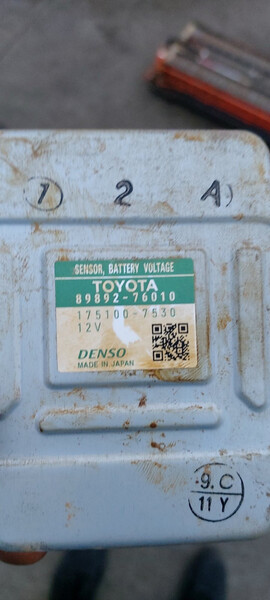 1 2 A)
SENSOR, BATTERY VOLTAGE
TOYOTA
89892-76010
175100-7530
12V
DENSO
MADE IN JAPAN
9.C
11 Y